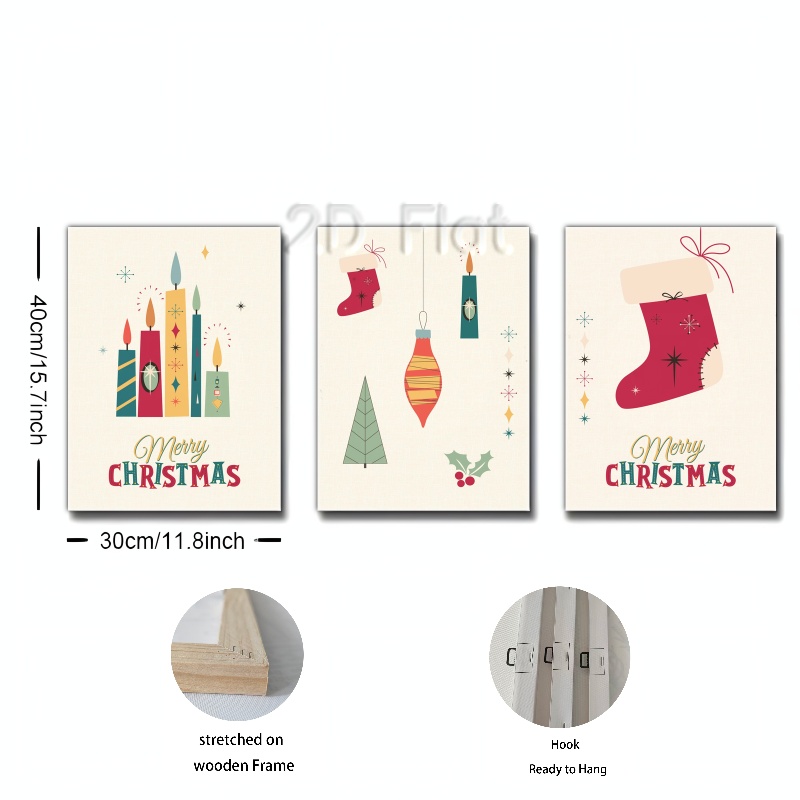 2D Flat
40cm/15.7inch
Merry
CHRISTMAS
Merry
CHRISTMAS
30cm/11.8inch
stretched on
wooden Frame
Hook
Ready to Hang